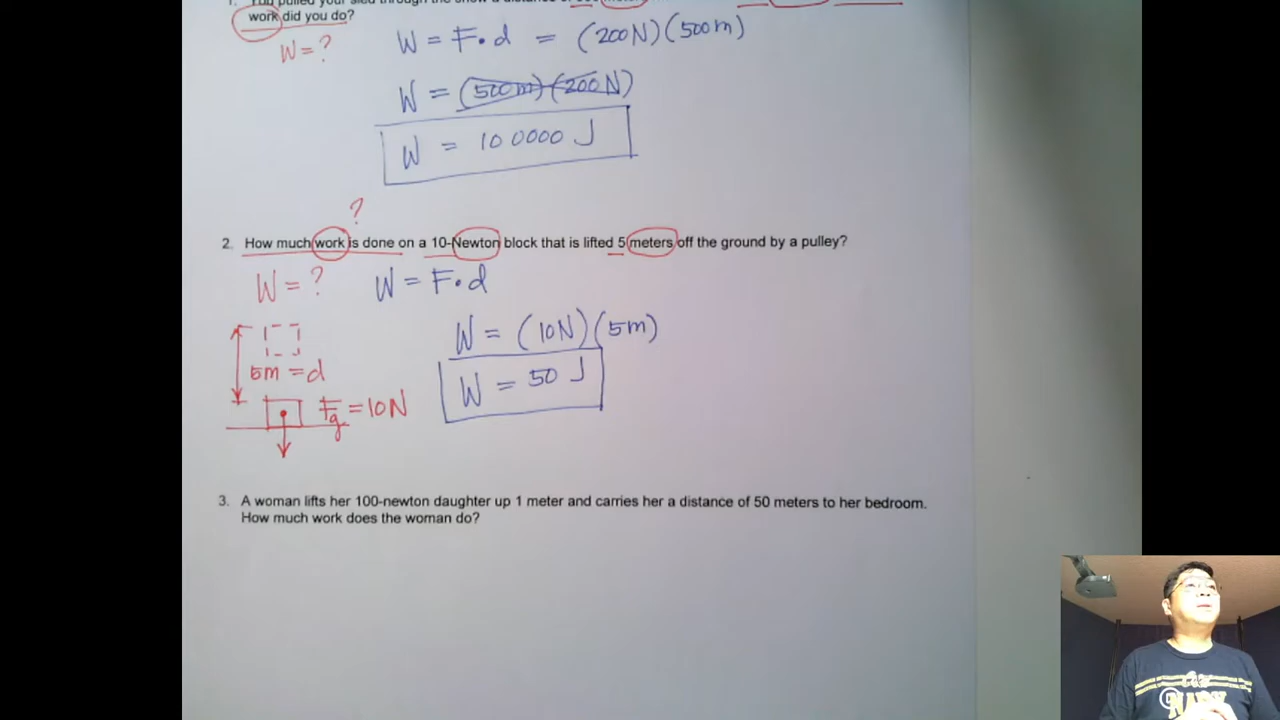 work did you do?
W = ?
W = F•d = (200N)(500m)
W = (500m)(200N)
W = 100000 J
?
2. How much work is done on a 10-Newton block that is lifted 5 meters off the ground by a pulley?
W = ? W = F•d
W = (10N)(5m)
5m = d
W = 50 J
Fg = 10N
3. A woman lifts her 100-newton daughter up 1 meter and carries her a distance of 50 meters to her bedroom.
How much work does the woman do?